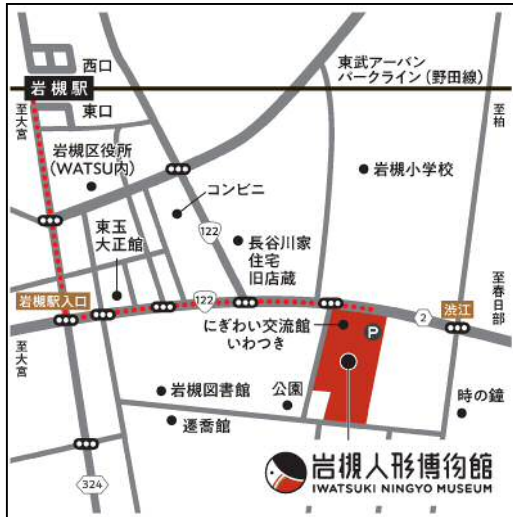 西口
岩槻駅
東口
至大宮
東武アーバン
パークライン(野田線)
至柏
岩槻区役所
(WATSU内)
岩槻小学校
コンビニ
東玉
大正館
122
長谷川家
住宅
旧店蔵
岩槻駅入口
122
至春日部
渋江
2
にぎわい交流館
いわつき
P
至大宮
岩槻図書館
公園
時の鐘
遷喬館
324
岩槻人形博物館
IWATSUKI NINGYO MUSEUM